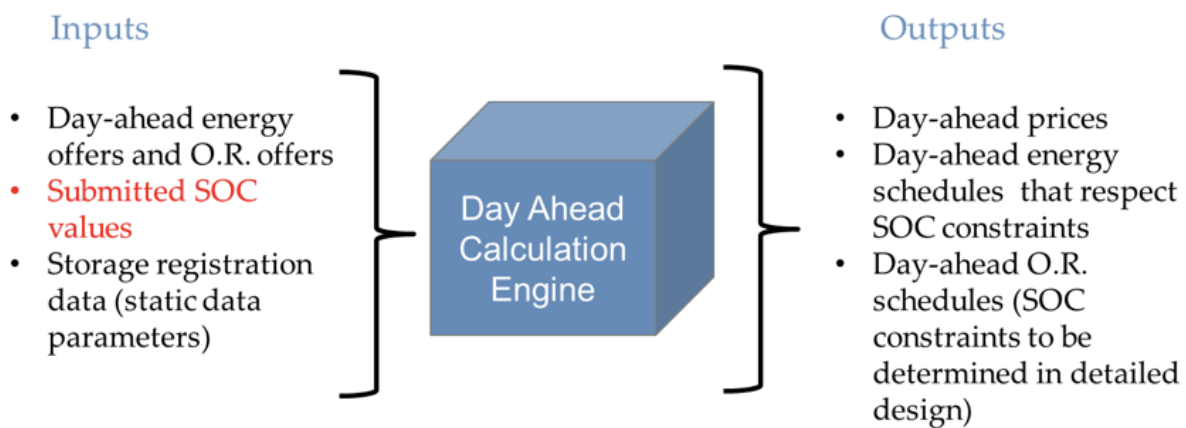 Inputs
• Day-ahead energy
offers and O.R. offers
• Submitted SOC
values
• Storage registration
data (static data
parameters)
Day Ahead
Calculation
Engine
Outputs
• Day-ahead prices
• Day-ahead energy
schedules that respect
SOC constraints
• Day-ahead O.R.
schedules (SOC
constraints to be
determined in detailed
design)